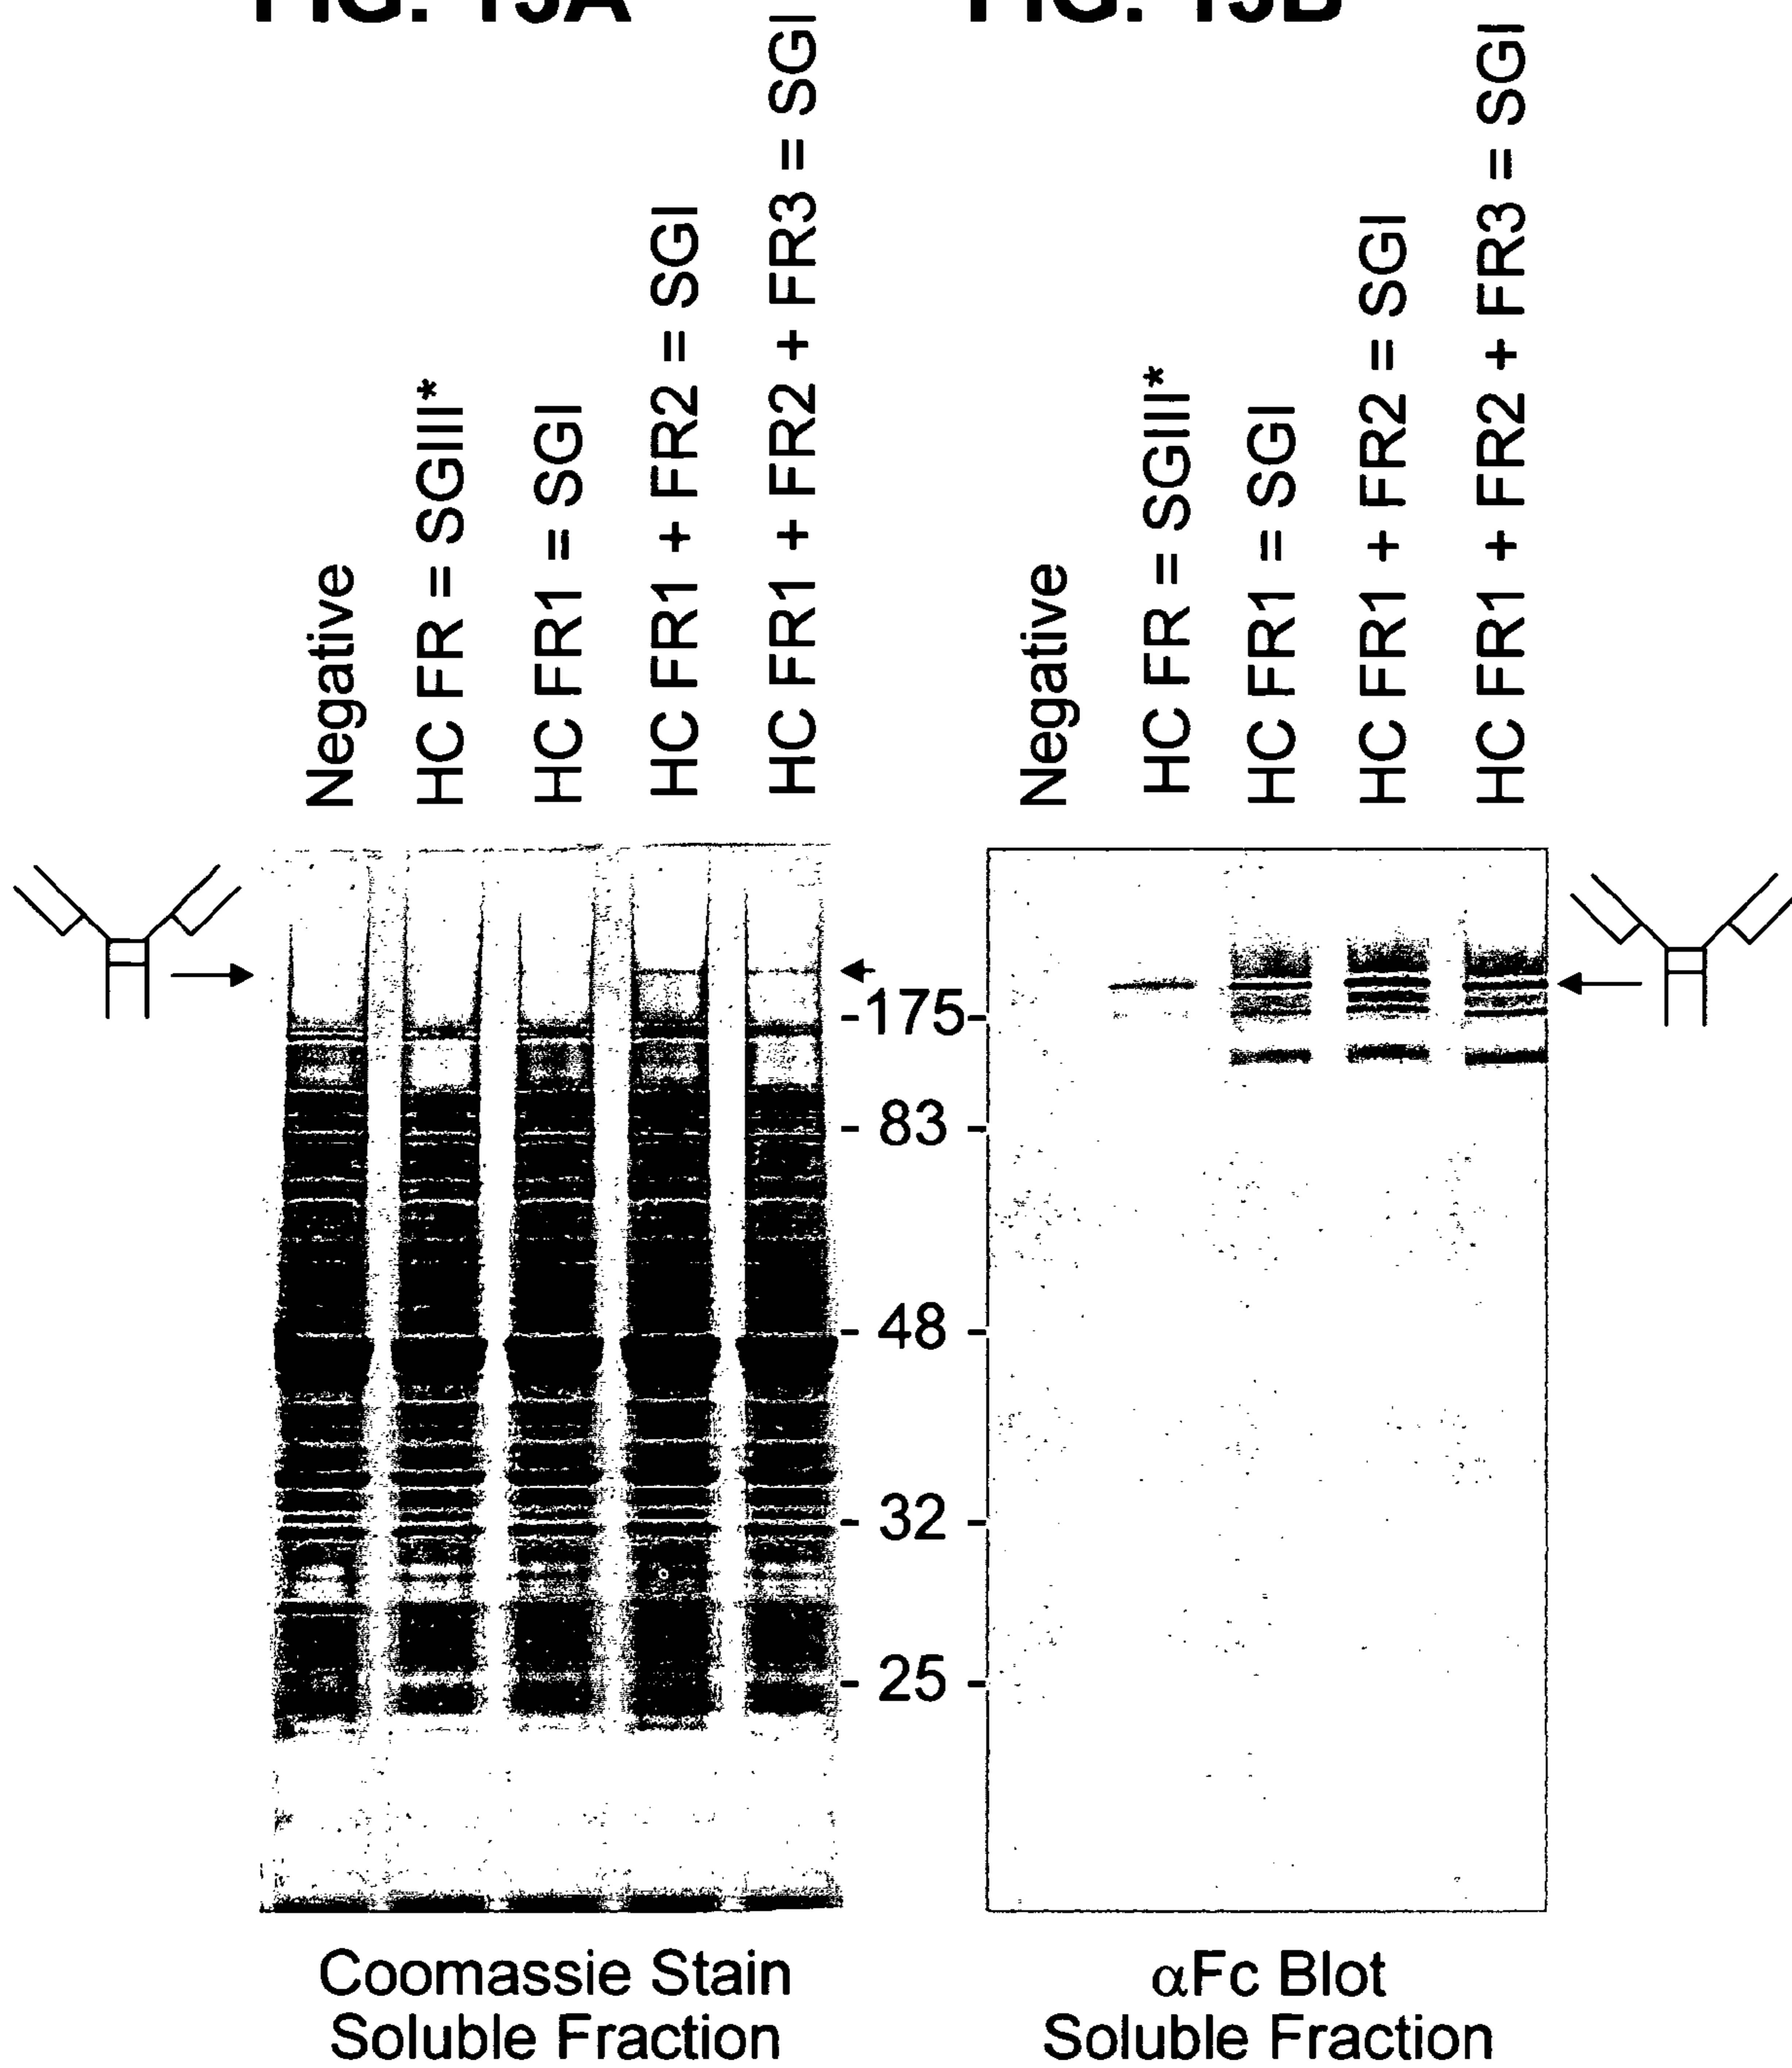 FIG. 15A
FIG. 15B
Negative
HC FR = SGIII*
HC FR1 = SGI
HC FR1 + FR2 = SGI
HC FR1 + FR2 + FR3 = SGI
Negative
HC FR = SGIII*
HC FR1 = SGI
HC FR1 + FR2 = SGI
HC FR1 + FR2 + FR3 = SGI
-175-
- 83 -
- 48 -
- 32 -
- 25 -
Coomassie Stain
Soluble Fraction
αFc Blot
Soluble Fraction